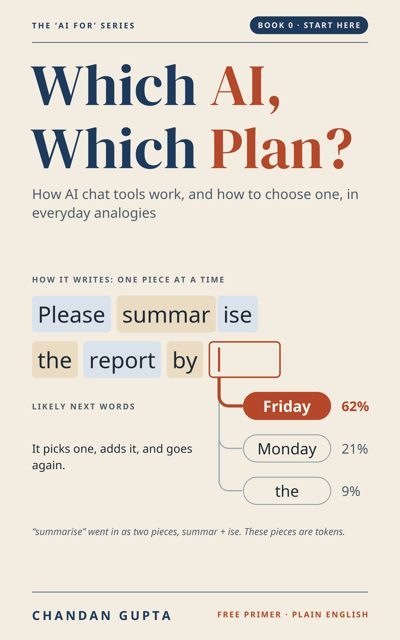 THE 'AI FOR' SERIES
BOOK 0 · START HERE
Which AI,
Which Plan?
How AI chat tools work, and how to choose one, in
everyday analogies
HOW IT WRITES: ONE PIECE AT A TIME
Please summar ise
the report by
LIKELY NEXT WORDS
Friday 62%
It picks one, adds it, and goes
again.
Monday 21%
the 9%
“summarise” went in as two pieces, summar + ise. These pieces are tokens.
CHANDAN GUPTA
FREE PRIMER · PLAIN ENGLISH